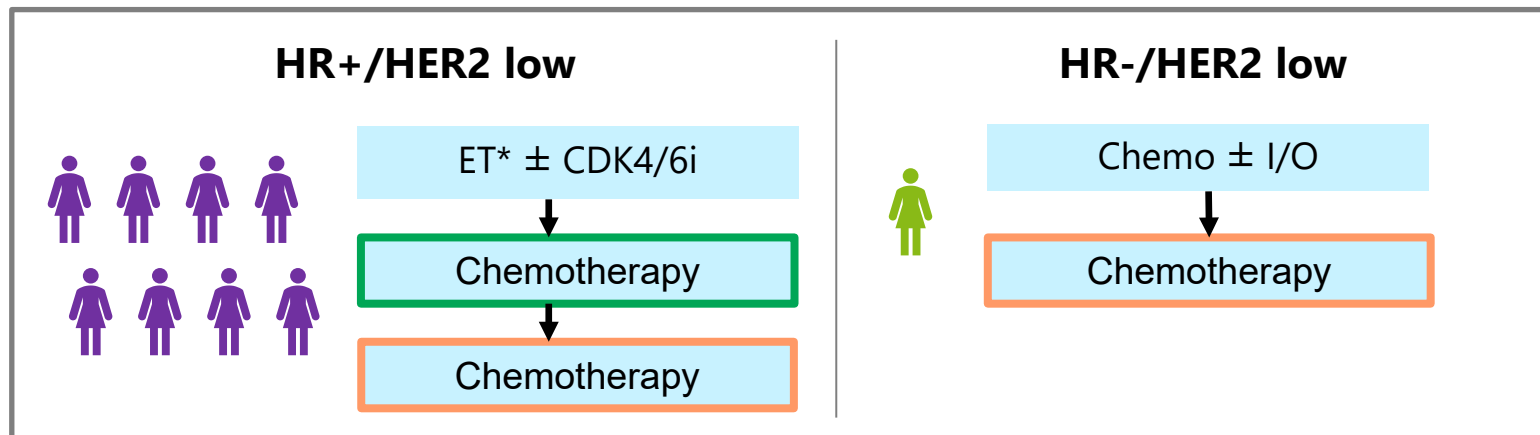 HR+/HER2 low
ET* ± CDK4/6i
Chemotherapy
Chemotherapy
HR-/HER2 low
Chemo ± I/O
Chemotherapy